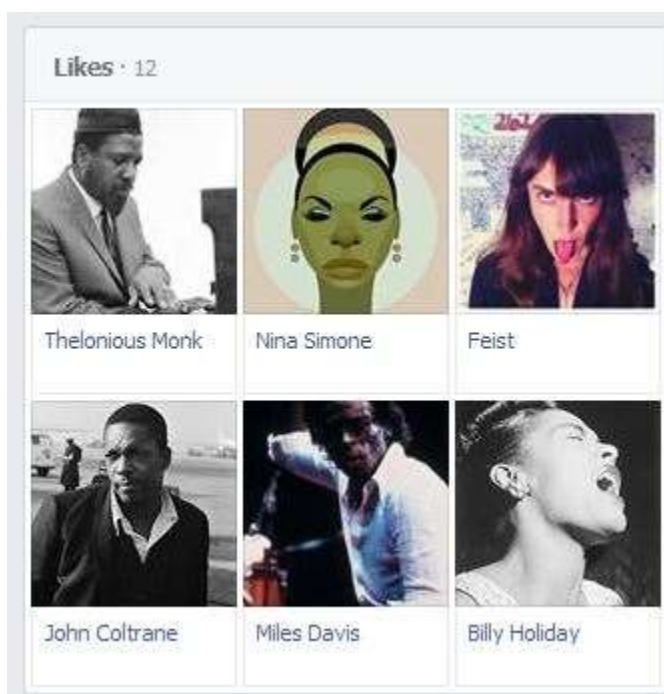 Likes · 12
Thelonious Monk
Nina Simone
Feist
John Coltrane
Miles Davis
Billy Holiday